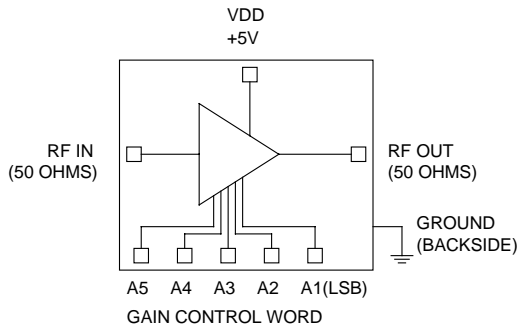 VDD
+5V
RF IN
(50 OHMS)
RF OUT
(50 OHMS)
GROUND
(BACKSIDE)
A5 A4 A3 A2 A1(LSB)
GAIN CONTROL WORD